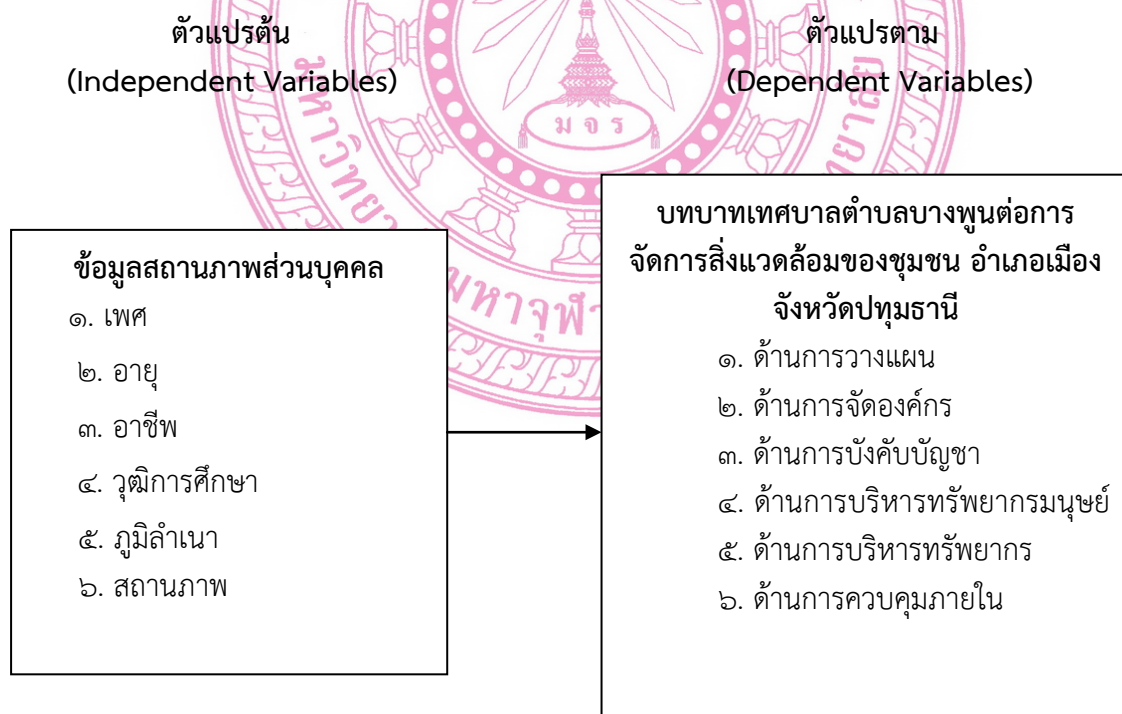 ตัวแปรต้น
(Independent Variables)
ตัวแปรตาม
(Dependent Variables)
ม จ ร
ข้อมูลสถานภาพส่วนบุคคล
๑. เพศ
๒. อายุ
๓. อาชีพ
๔. วุฒิการศึกษา
๕. ภูมิลำเนา
๖. สถานภาพ
บทบาทเทศบาลตำบลบางพูนต่อการ
จัดการสิ่งแวดล้อมของชุมชน อำเภอเมือง
จังหวัดปทุมธานี
๑. ด้านการวางแผน
๒. ด้านการจัดองค์กร
๓. ด้านการบังคับบัญชา
๔. ด้านการบริหารทรัพยากรมนุษย์
๕. ด้านการบริหารทรัพยากร
๖. ด้านการควบคุมภายใน